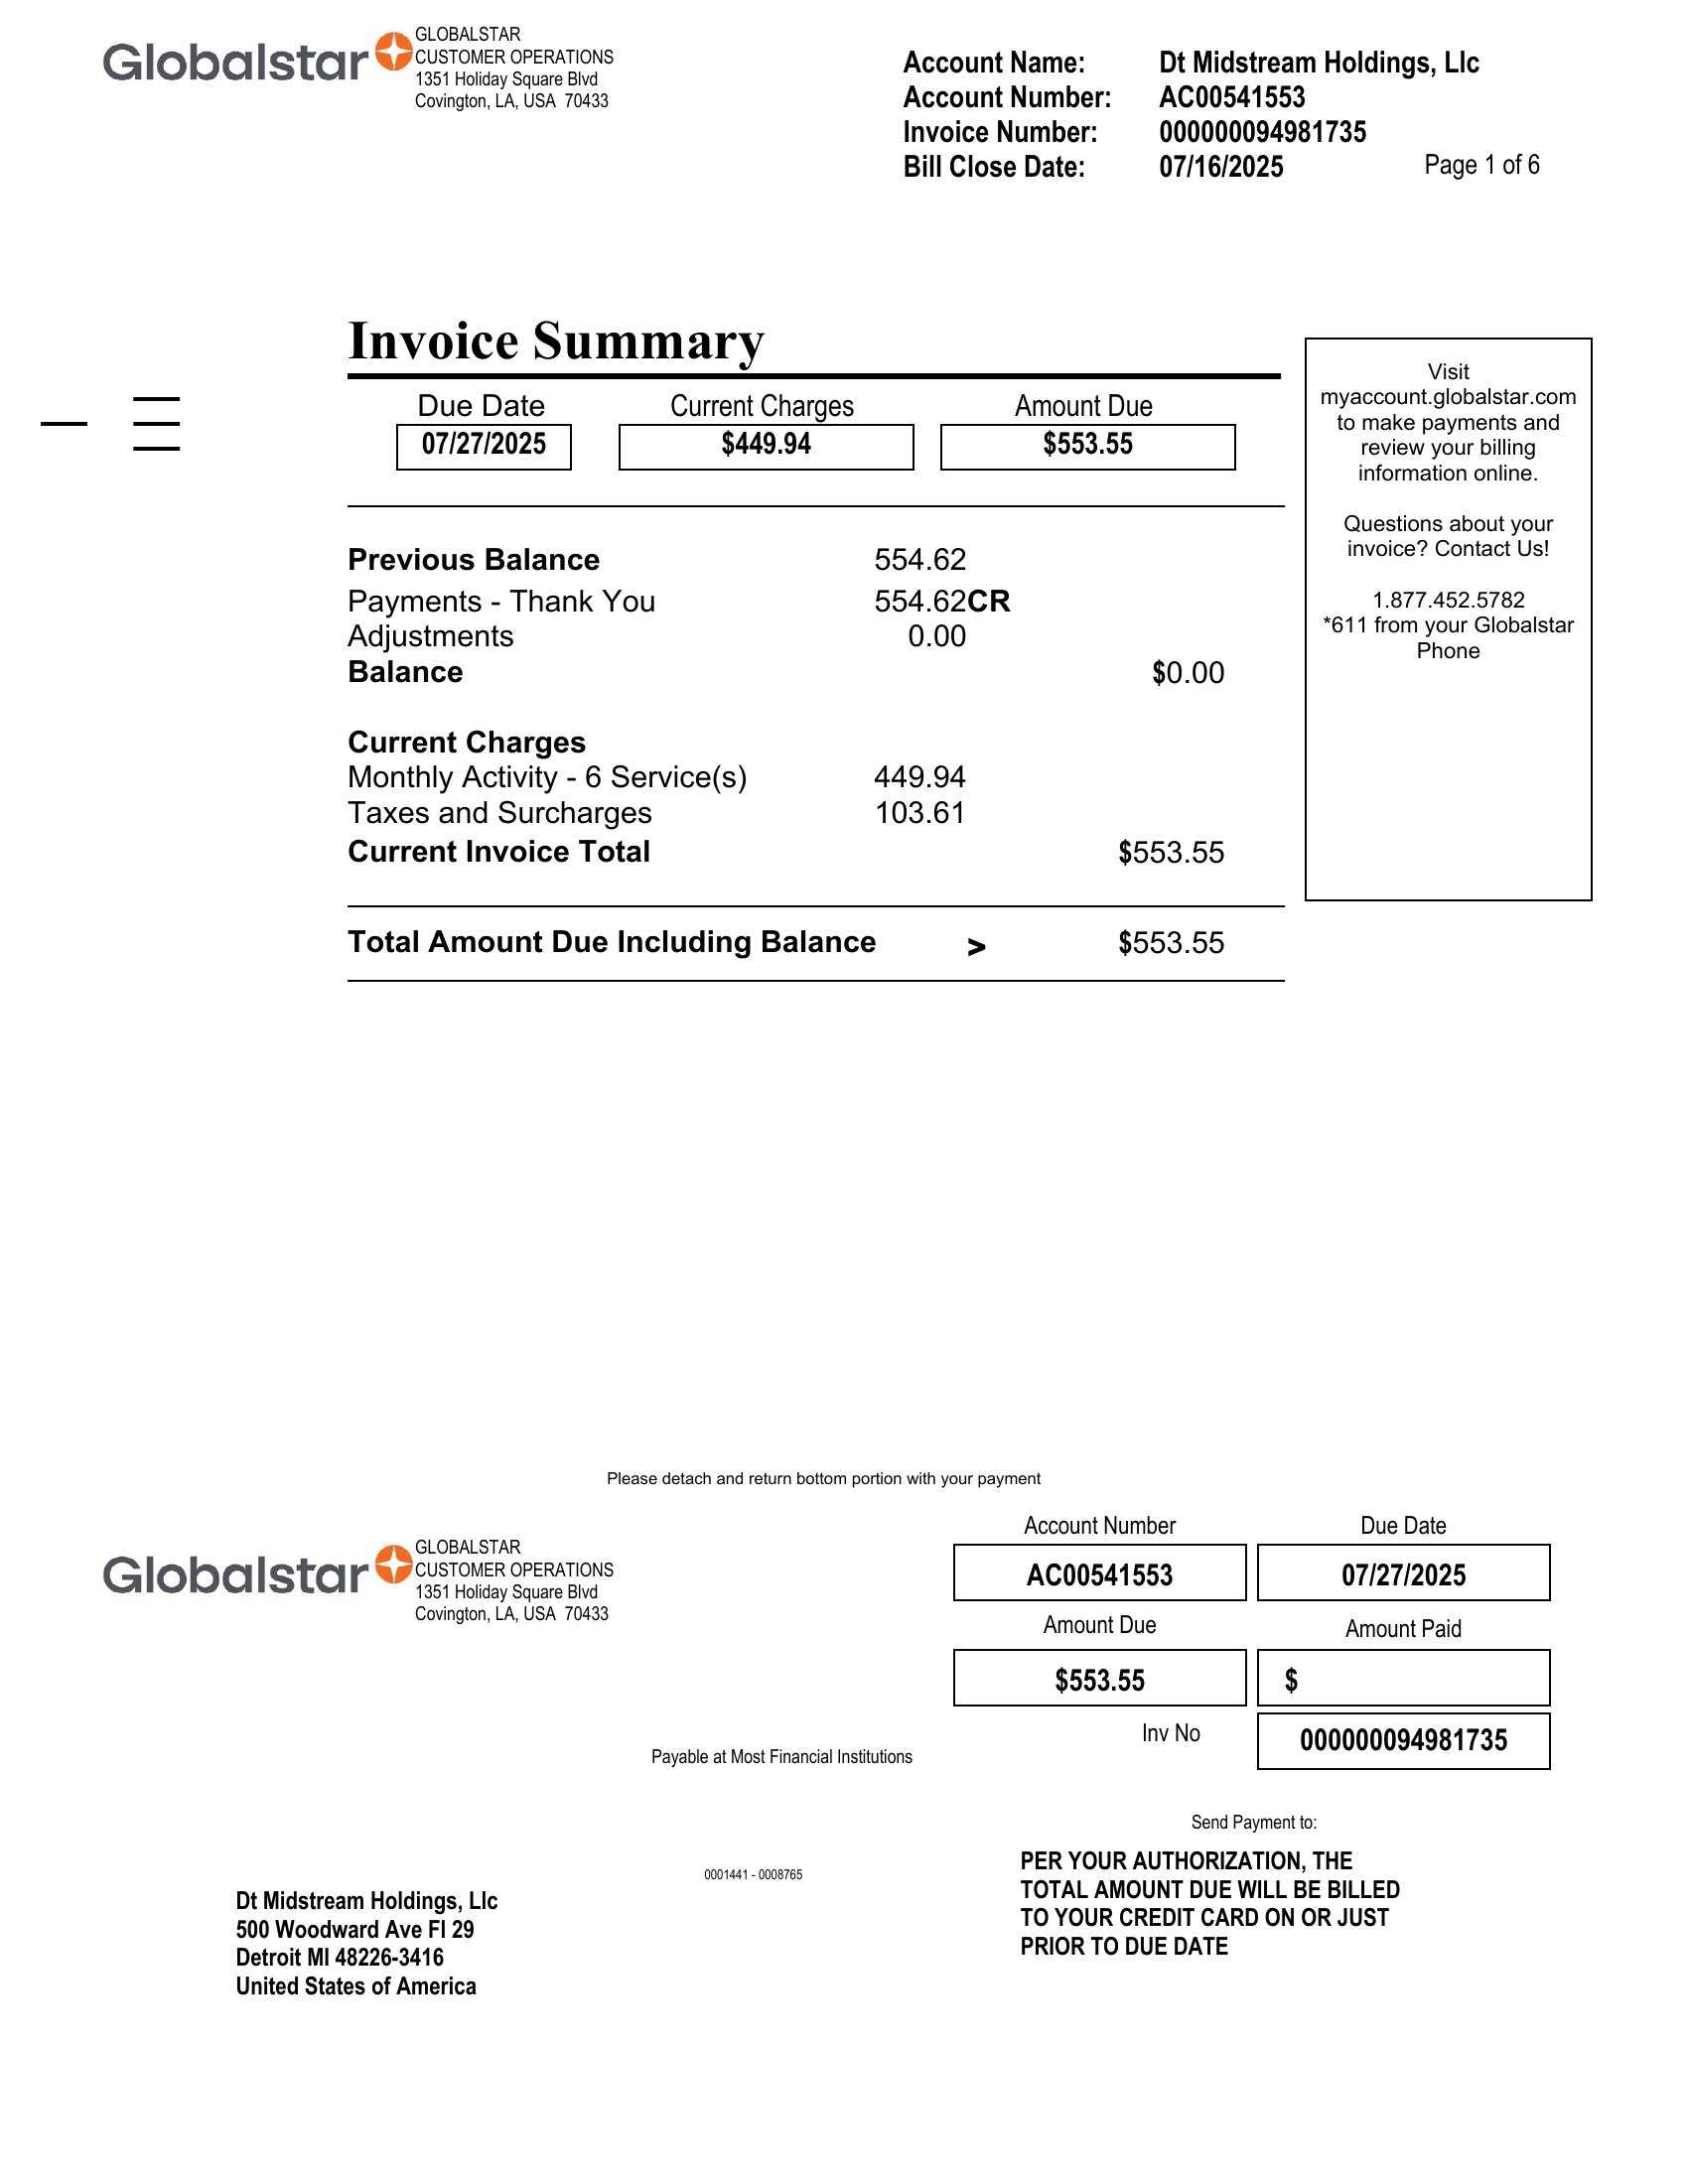 Globalstar
GLOBALSTAR
CUSTOMER OPERATIONS
1351 Holiday Square Blvd
Covington, LA, USA 70433
Account Name: Dt Midstream Holdings, Llc
Account Number: AC00541553
Invoice Number: 000000094981735
Bill Close Date: 07/16/2025 Page 1 of 6
Invoice Summary
Due Date Current Charges Amount Due
07/27/2025 $449.94 $553.55
Previous Balance 554.62
Payments - Thank You 554.62CR
Adjustments 0.00
Balance $0.00
Current Charges
Monthly Activity - 6 Service(s) 449.94
Taxes and Surcharges 103.61
Current Invoice Total $553.55
Total Amount Due Including Balance > $553.55
Visit
myaccount.globalstar.com
to make payments and
review your billing
information online.
Questions about your
invoice? Contact Us!
1.877.452.5782
*611 from your Globalstar
Phone
Please detach and return bottom portion with your payment
Globalstar
GLOBALSTAR
CUSTOMER OPERATIONS
1351 Holiday Square Blvd
Covington, LA, USA 70433
Account Number Due Date
AC00541553 07/27/2025
Amount Due Amount Paid
$553.55 $
Inv No 000000094981735
Payable at Most Financial Institutions
Send Payment to:
PER YOUR AUTHORIZATION, THE
TOTAL AMOUNT DUE WILL BE BILLED
TO YOUR CREDIT CARD ON OR JUST
PRIOR TO DUE DATE
0001441 - 0008765
Dt Midstream Holdings, Llc
500 Woodward Ave Fl 29
Detroit MI 48226-3416
United States of America